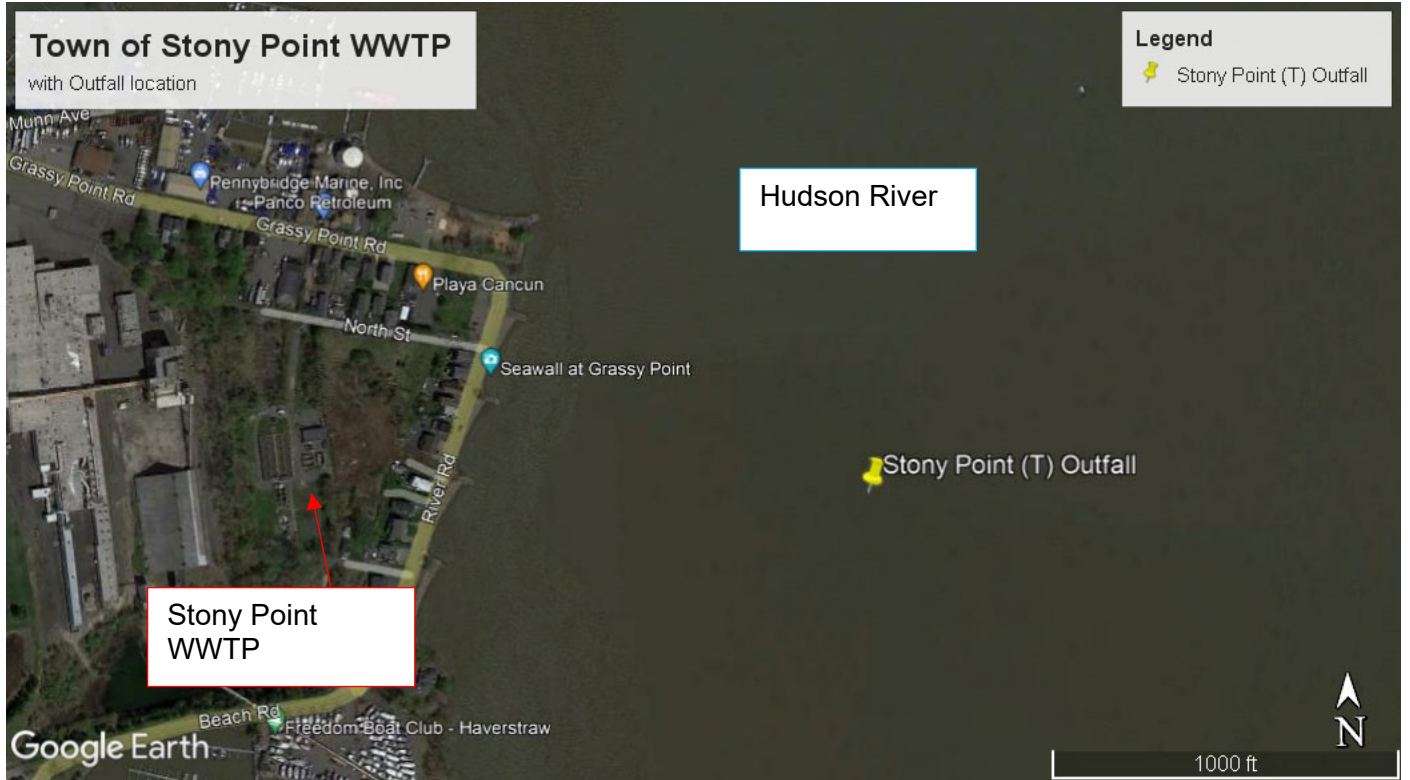 Town of Stony Point WWTP
with Outfall location
Legend
Stony Point (T) Outfall
Munn Ave
Grassy Point Rd
Pennybridge Marine, Inc
Panco Petroleum
Grassy Point Rd
Hudson River
Playa Cancun
North St
Seawall at Grassy Point
Stony Point (T) Outfall
River Rd
Stony Point
WWTP
Beach Rd
Freedom Boat Club - Haverstraw
Google Earth
N
1000 ft